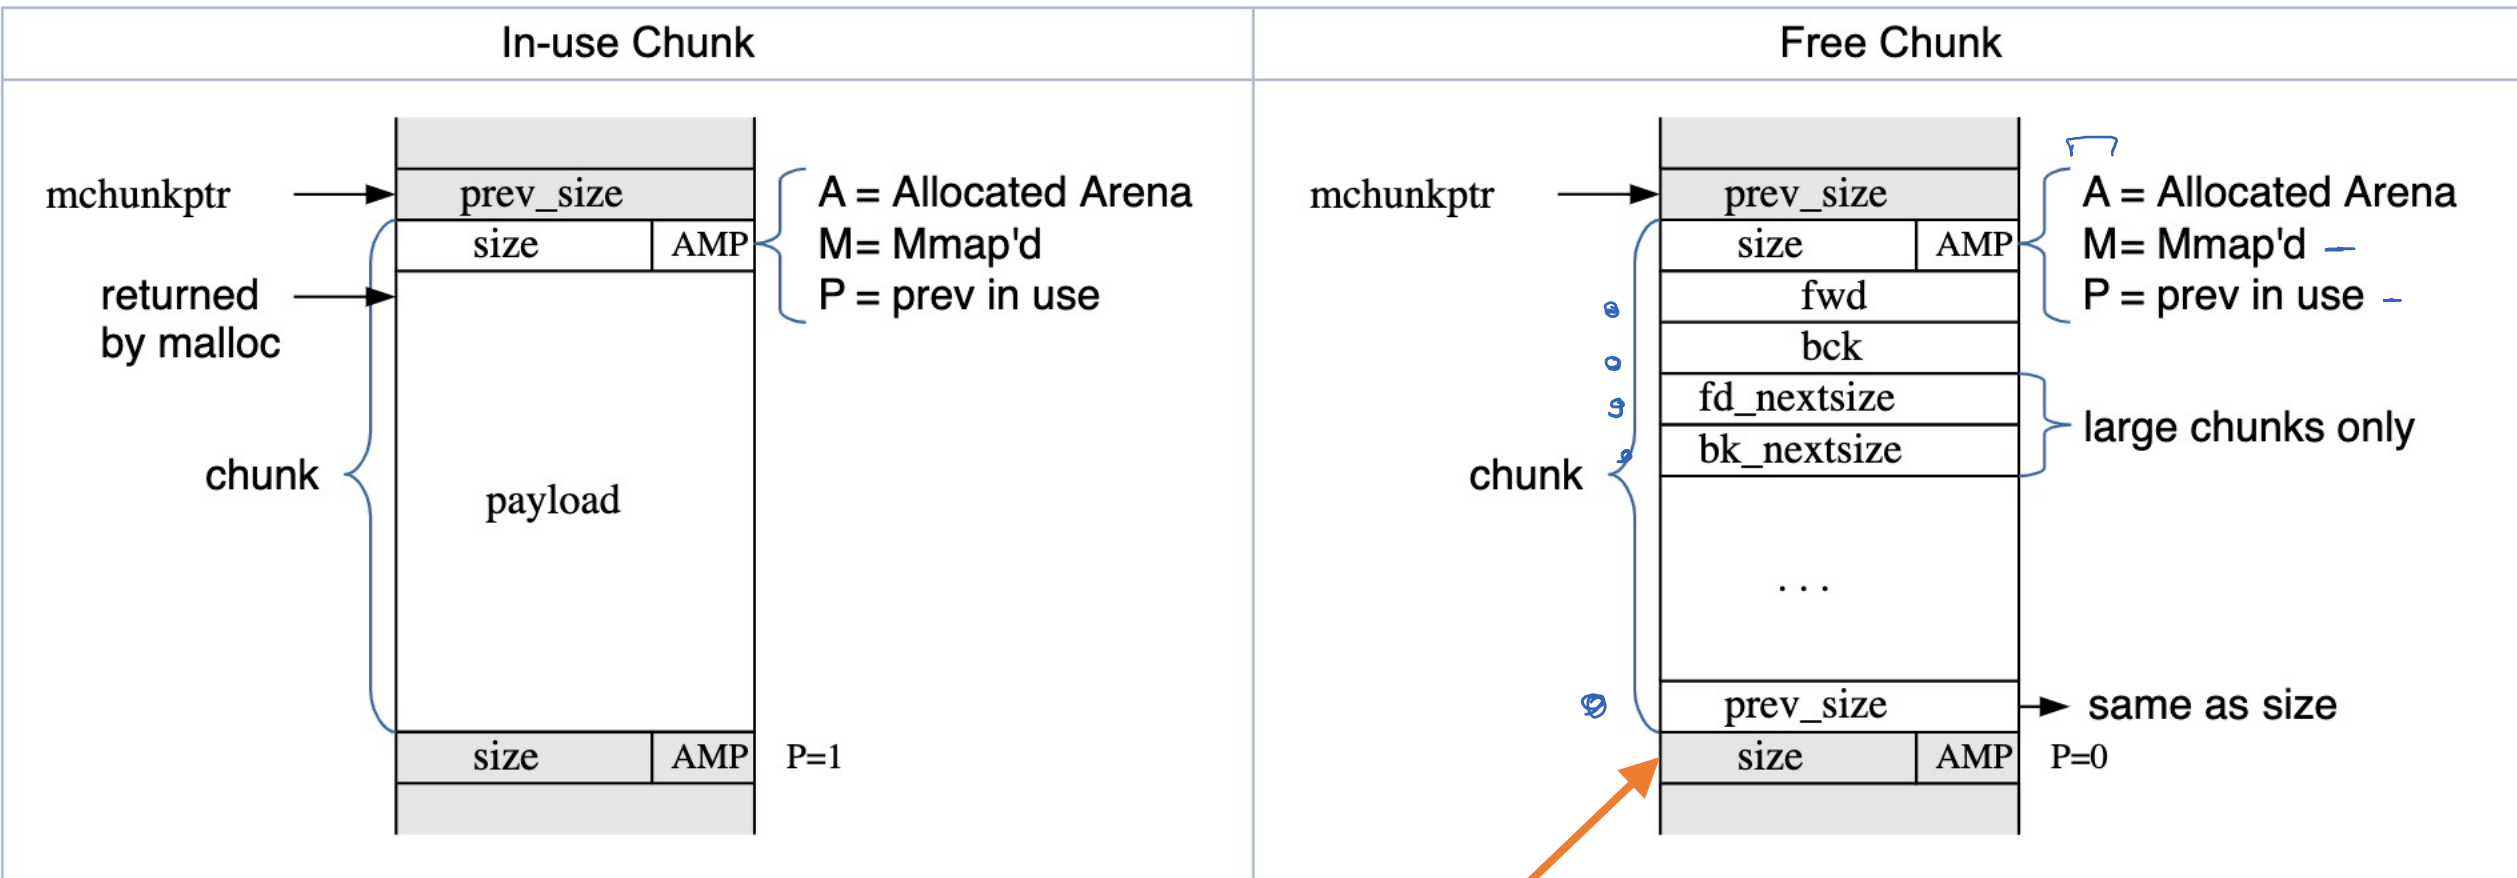 In-use Chunk
mchunkptr
prev_size
size
AMP
A = Allocated Arena
M= Mmap'd
P = prev in use
returned
by malloc
chunk
payload
size
AMP
P=1
Free Chunk
mchunkptr
prev_size
size
AMP
A = Allocated Arena
M= Mmap'd
P = prev in use
fwd
bck
fd_nextsize
bk_nextsize
large chunks only
chunk
...
prev_size
same as size
size
AMP
P=0